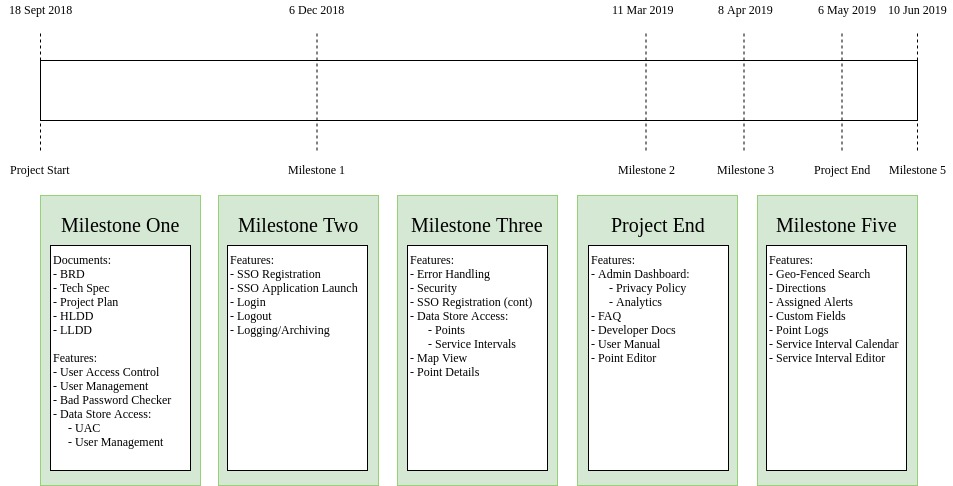 18 Sept 2018
6 Dec 2018
11 Mar 2019
8 Apr 2019
6 May 2019
10 Jun 2019
Project Start
Milestone 1
Milestone 2
Milestone 3
Project End
Milestone 5
Milestone One
Documents:
- BRD
- Tech Spec
- Project Plan
- HLDD
- LLDD
Features:
- User Access Control
- User Management
- Bad Password Checker
- Data Store Access:
- UAC
- User Management
Milestone Two
Features:
- SSO Registration
- SSO Application Launch
- Login
- Logout
- Logging/Archiving
Milestone Three
Features:
- Error Handling
- Security
- SSO Registration (cont)
- Data Store Access:
- Points
- Service Intervals
- Map View
- Point Details
Project End
Features:
- Admin Dashboard:
- Privacy Policy
- Analytics
- FAQ
- Developer Docs
- User Manual
- Point Editor
Milestone Five
Features:
- Geo-Fenced Search
- Directions
- Assigned Alerts
- Custom Fields
- Point Logs
- Service Interval Calendar
- Service Interval Editor